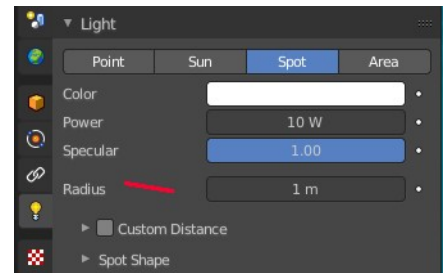 Light
Point Sun Spot Area
Color
Power 10 W
Specular 1.00
Radius 1 m
Custom Distance
Spot Shape